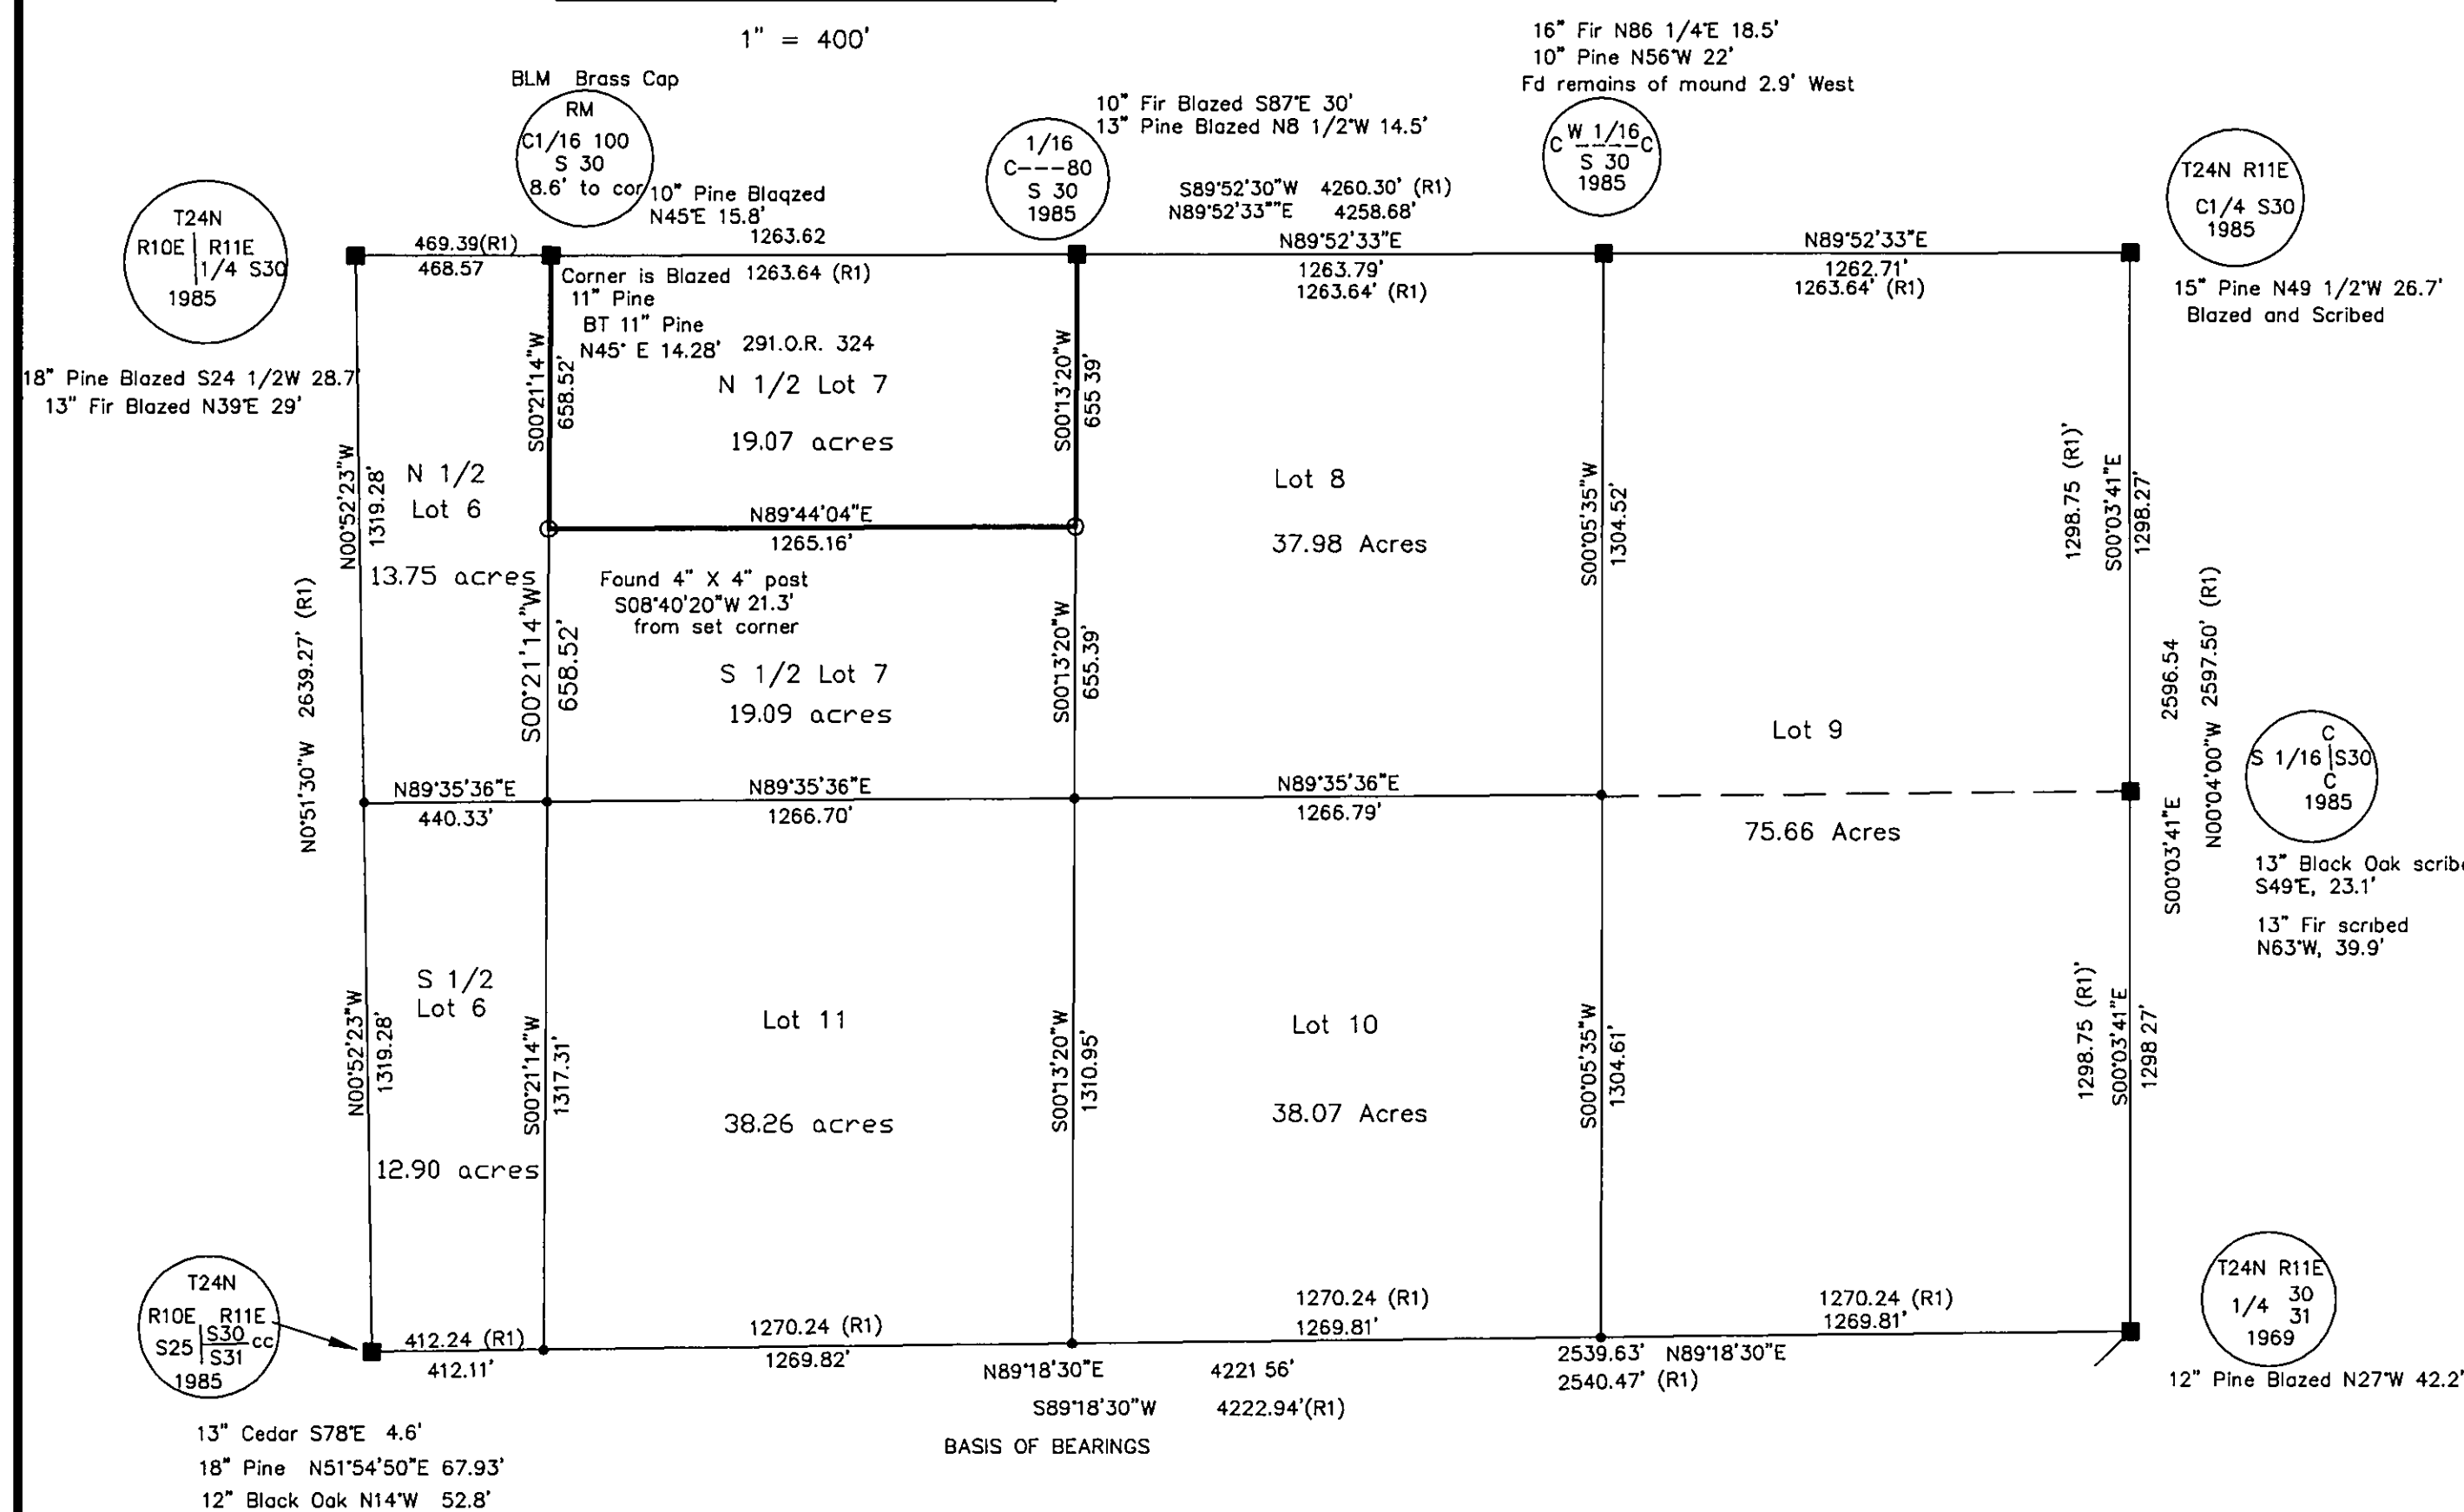 1" = 400'
16" Fir N86 1/4°E 18.5'
10" Pine N56°W 22'
Fd remains of mound 2.9' West
BLM Brass Cap
RM
C1/16 100
S 30
8.6' to cor
10" Pine Blaqzed
N45°E 15.8'
1263.62
10" Fir Blazed S87°E 30'
13" Pine Blazed N8 1/2°W 14.5'
1/16
C---80
S 30
1985
S89°52'30"W 4260.30' (R1)
N89°52'33""E 4258.68'
W 1/16
C ----- C
S 30
1985
T24N R11E
C1/4 S30
1985
15" Pine N49 1/2°W 26.7'
Blazed and Scribed
T24N
R10E | R11E
1/4 S30
1985
18" Pine Blazed S24 1/2W 28.7'
13" Fir Blazed N39°E 29'
469.39(R1)
468.57
Corner is Blazed 1263.64 (R1)
11" Pine
BT 11" Pine
N45° E 14.28' 291.O.R. 324
N89°52'33"E
1263.79'
1263.64' (R1)
N89°52'33"E
1262.71'
1263.64' (R1)
S00°21'14"W
658.52'
N 1/2 Lot 7
19.07 acres
S00°13'20"W
655 39'
N00°52'23"W
1319.28'
N 1/2
Lot 6
13.75 acres
N89°44'04"E
1265.16'
Lot 8
37.98 Acres
S00°05'35"W
1304.52'
1298.75 (R1)'
S00°03'41"E
1298.27'
N0°51'30"W 2639.27' (R1)
S00°21'14"W
658.52'
Found 4" X 4" post
S08°40'20"W 21.3'
from set corner
S 1/2 Lot 7
19.09 acres
S00°13'20"W
655.39'
Lot 9
75.66 Acres
S00°03'41"E 2596.54
N00°04'00"W 2597.50' (R1)
C
S 1/16 | S30
C
1985
13" Black Oak scribe
S49°E, 23.1'
13" Fir scribed
N63°W, 39.9'
N89°35'36"E
440.33'
N89°35'36"E
1266.70'
N89°35'36"E
1266.79'
N00°52'23"W
1319.28'
S 1/2
Lot 6
12.90 acres
S00°21'14"W
1317.31'
Lot 11
38.26 acres
S00°13'20"W
1310.95'
Lot 10
38.07 Acres
S00°05'35"W
1304.61'
1298.75 (R1)'
S00°03'41"E
1298 27'
T24N
R10E R11E
S25 | S30 cc
S31
1985
412.24 (R1)
412.11'
1270.24 (R1)
1269.82'
1270.24 (R1)
1269.81'
1270.24 (R1)
1269.81'
N89°18'30"E 4221 56'
S89°18'30"W 4222.94'(R1)
2539.63' N89°18'30"E
2540.47' (R1)
BASIS OF BEARINGS
T24N R11E
1/4 30
31
1969
12" Pine Blazed N27°W 42.2'
13" Cedar S78°E 4.6'
18" Pine N51°54'50"E 67.93'
12" Black Oak N14°W 52.8'